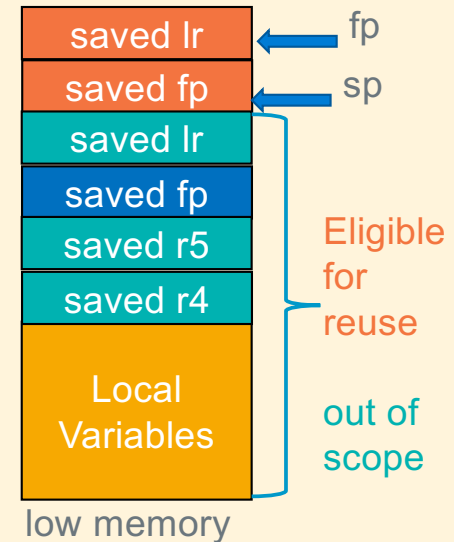 saved lr
fp
saved fp
sp
saved lr
saved fp
saved r5
saved r4
Local
Variables
Eligible
for
reuse
out of
scope
low memory